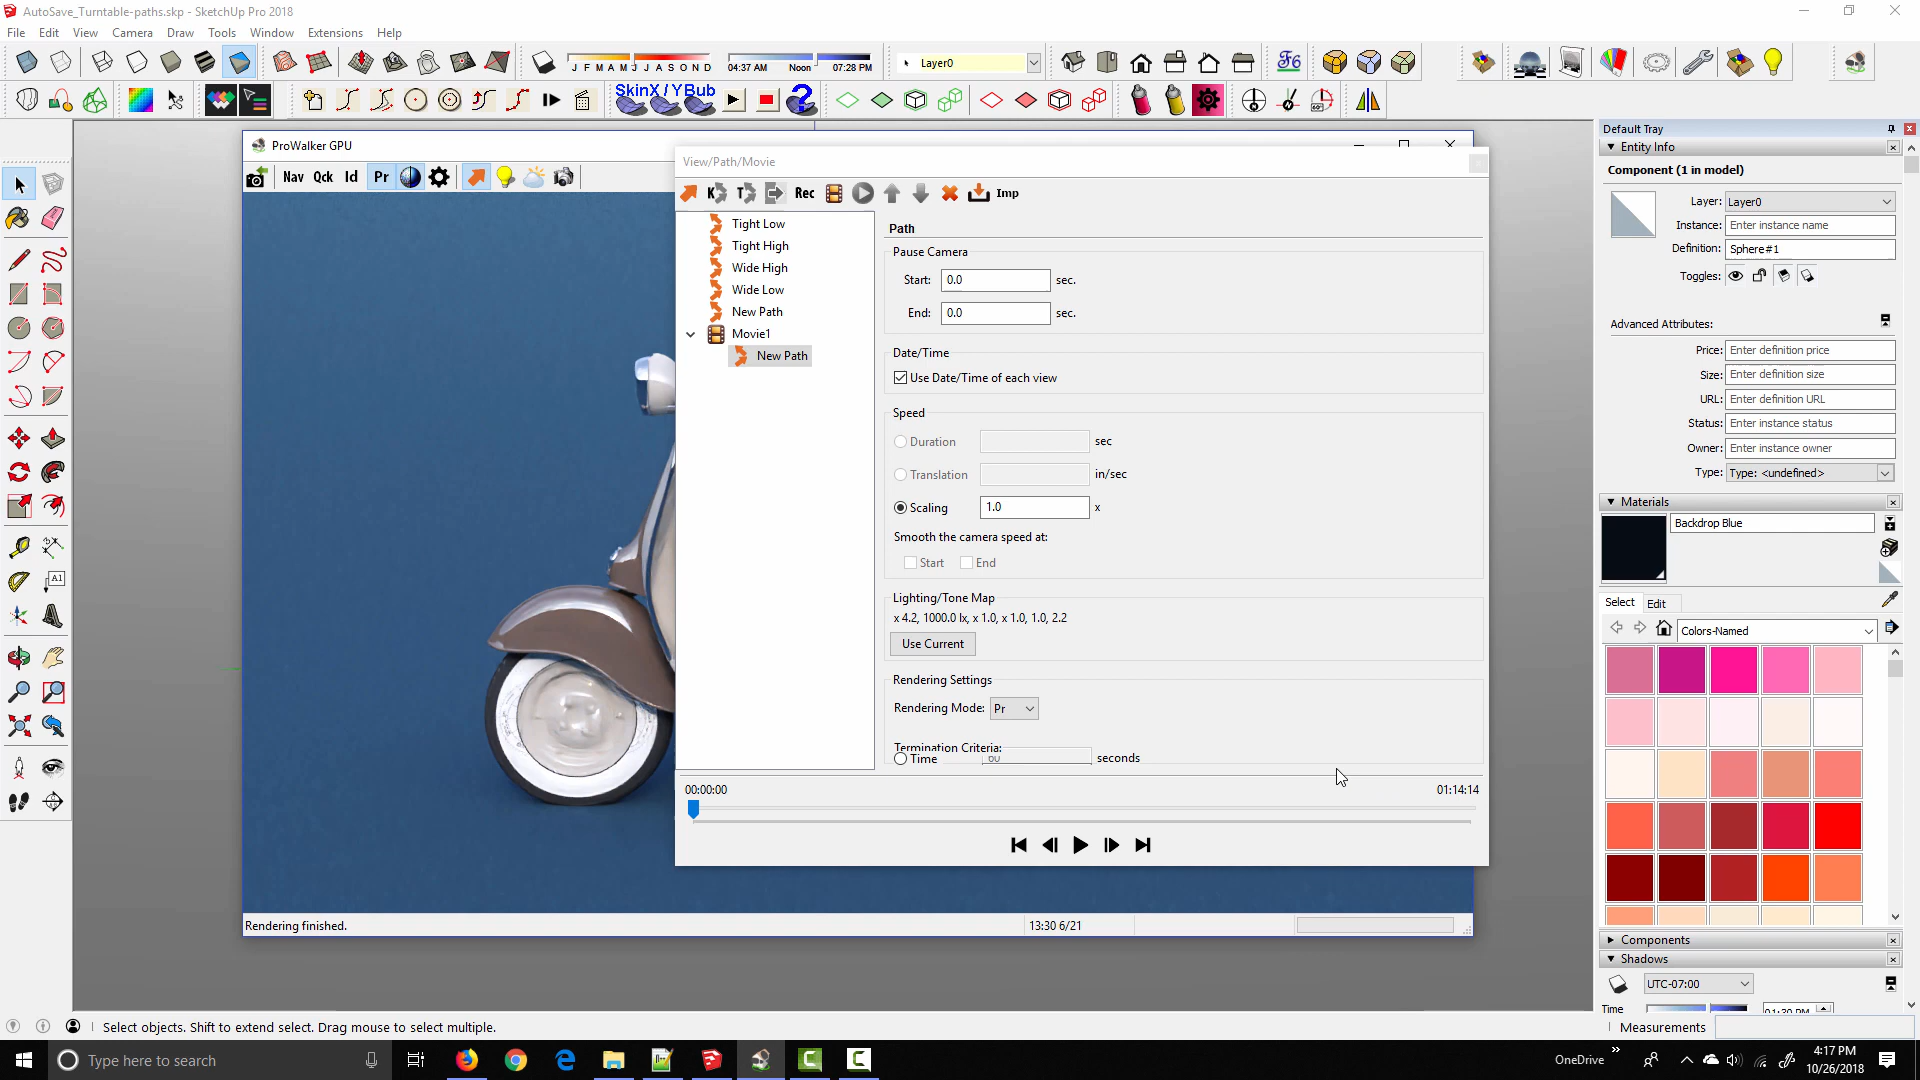 AutoSave_Turntable-paths.skp - SketchUp Pro 2018
File Edit View Camera Draw Tools Window Extensions Help
J F M A M J J A S O N D
04:37 AM Noon 07:28 PM
Layer0
SkinX / YBub
ProWalker GPU
Nav Qck Id Pr
View/Path/Movie
K T Rec Imp
Tight Low
Tight High
Wide High
Wide Low
New Path
Movie1
New Path
Path
Pause Camera
Start: 0.0 sec.
End: 0.0 sec.
Date/Time
Use Date/Time of each view
Speed
Duration sec
Translation in/sec
Scaling 1.0 x
Smooth the camera speed at:
Start End
Lighting/Tone Map
x 4.2, 1000.0 lx, x 1.0, x 1.0, 1.0, 2.2
Use Current
Rendering Settings
Rendering Mode: Pr
Termination Criteria:
Time 60 seconds
00:00:00 01:14:14
Rendering finished. 13:30 6/21
Default Tray
Entity Info
Component (1 in model)
Layer: Layer0
Instance: Enter instance name
Definition: Sphere#1
Toggles:
Advanced Attributes:
Price: Enter definition price
Size: Enter definition size
URL: Enter definition URL
Status: Enter instance status
Owner: Enter instance owner
Type: Type: <undefined>
Materials
Backdrop Blue
Select Edit
Colors-Named
Components
Shadows
UTC-07:00
Time 01:30 PM
A1
Select objects. Shift to extend select. Drag mouse to select multiple.
Measurements
Type here to search
OneDrive
4:17 PM
10/26/2018